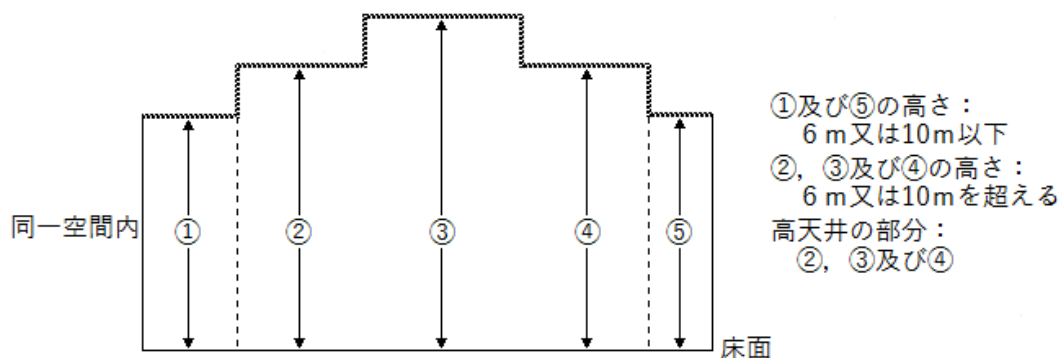 ①及び⑤の高さ：
6ｍ又は10ｍ以下
②，③及び④の高さ：
6ｍ又は10ｍを超える
高天井の部分：
②，③及び④
同一空間内
①
②
③
④
⑤
床面